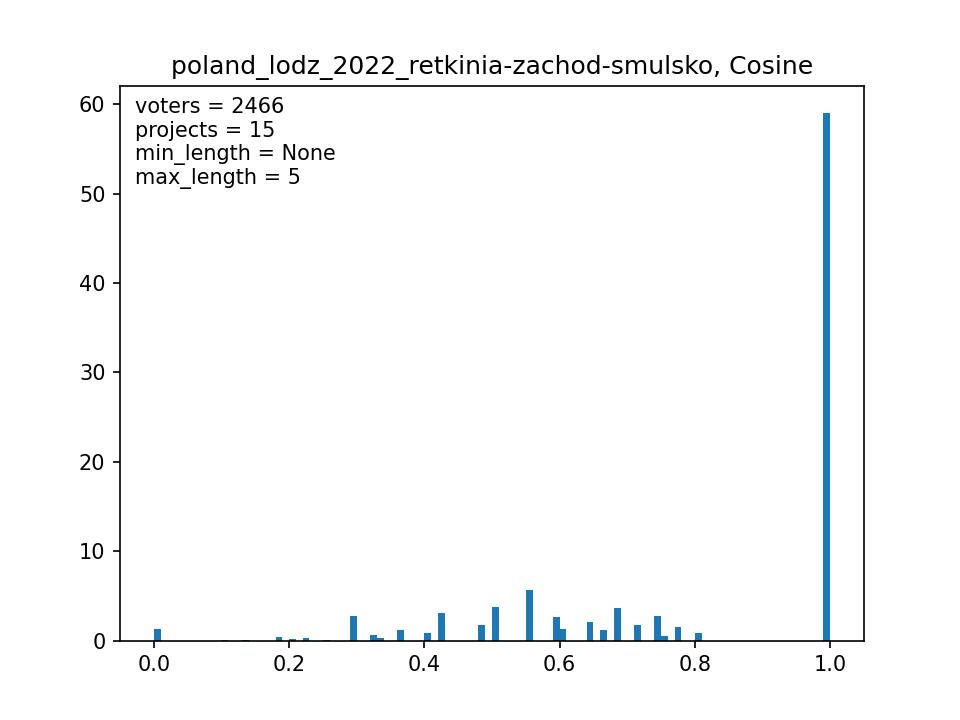 poland_lodz_2022_retkinia-zachod-smulsko, Cosine
voters = 2466
projects = 15
min_length = None
max_length = 5
60
50
40
30
20
10
0
0.0 0.2 0.4 0.6 0.8 1.0